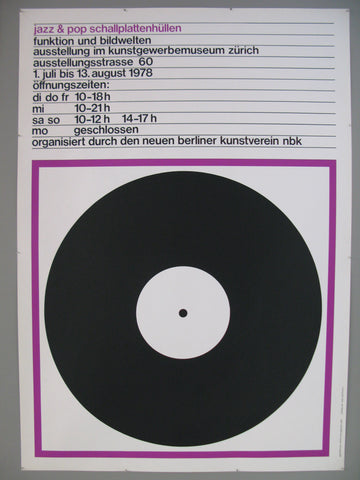 jazz & pop schallplattenhüllen
funktion und bildwelten
ausstellung im kunstgewerbemuseum zürich
ausstellungsstrasse 60
1. juli bis 13. august 1978
öffnungszeiten:
di do fr 10-18h
mi 10-21h
sa so 10-12 h 14-17 h
mo geschlossen
organisiert durch den neuen berliner kunstverein nbk